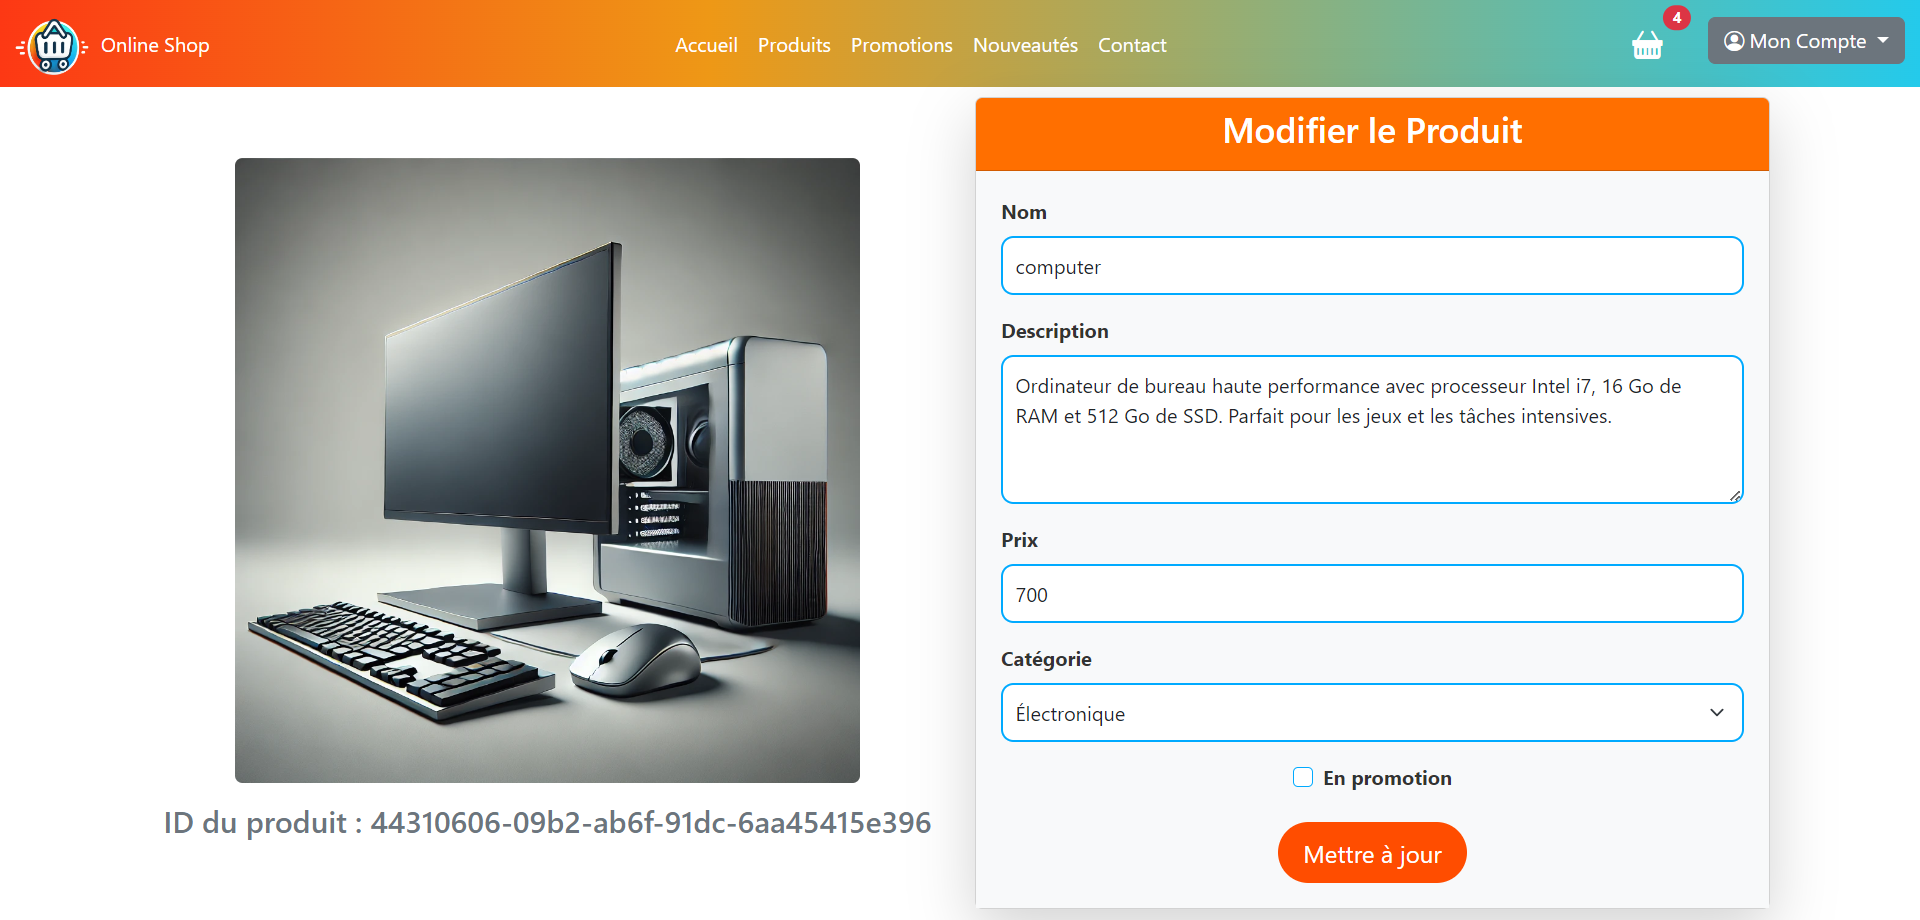 Online Shop
Accueil
Produits
Promotions
Nouveautés
Contact
4
Mon Compte
ID du produit : 44310606-09b2-ab6f-91dc-6aa45415e396
Modifier le Produit
Nom
computer
Description
Ordinateur de bureau haute performance avec processeur Intel i7, 16 Go de
RAM et 512 Go de SSD. Parfait pour les jeux et les tâches intensives.
Prix
700
Catégorie
Électronique
En promotion
Mettre à jour